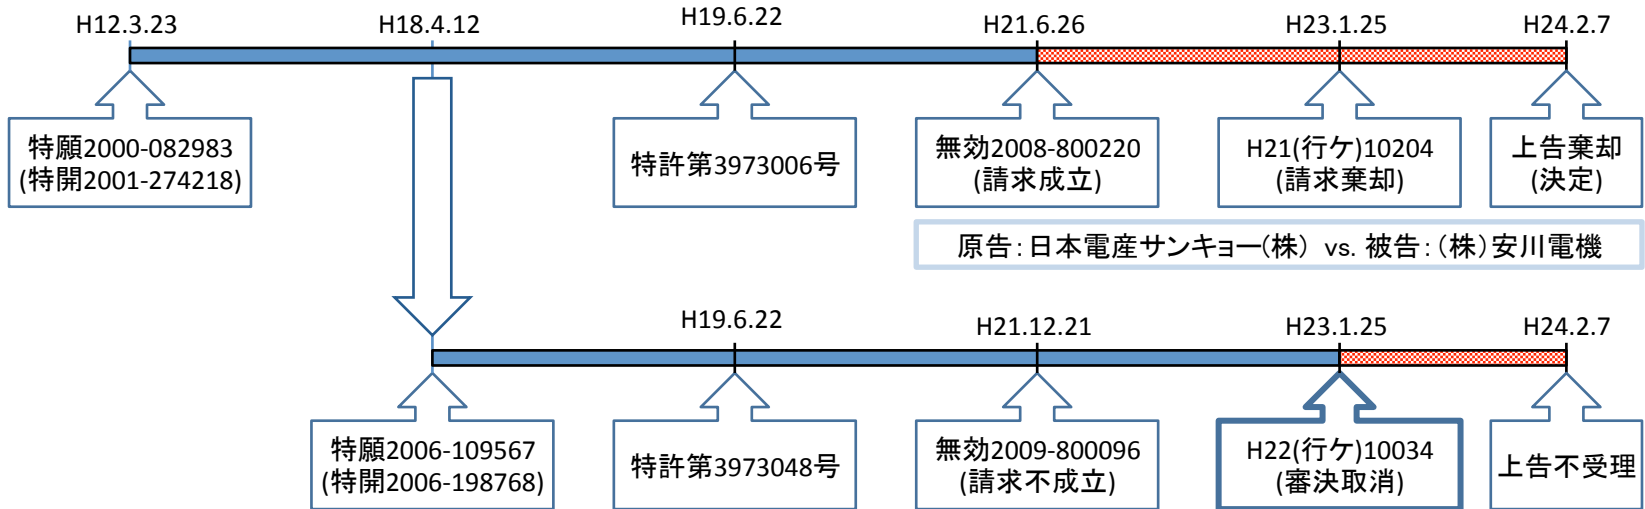 H12.3.23
H18.4.12
H19.6.22
H21.6.26
H23.1.25
H24.2.7
特願2000-082983
(特開2001-274218)
特許第3973006号
無効2008-800220
(請求成立)
H21(行ケ)10204
(請求棄却)
上告棄却
(決定)
原告：日本電産サンキョー(株) vs. 被告：(株)安川電機
H19.6.22
H21.12.21
H23.1.25
H24.2.7
特願2006-109567
(特開2006-198768)
特許第3973048号
無効2009-800096
(請求不成立)
H22(行ケ)10034
(審決取消)
上告不受理